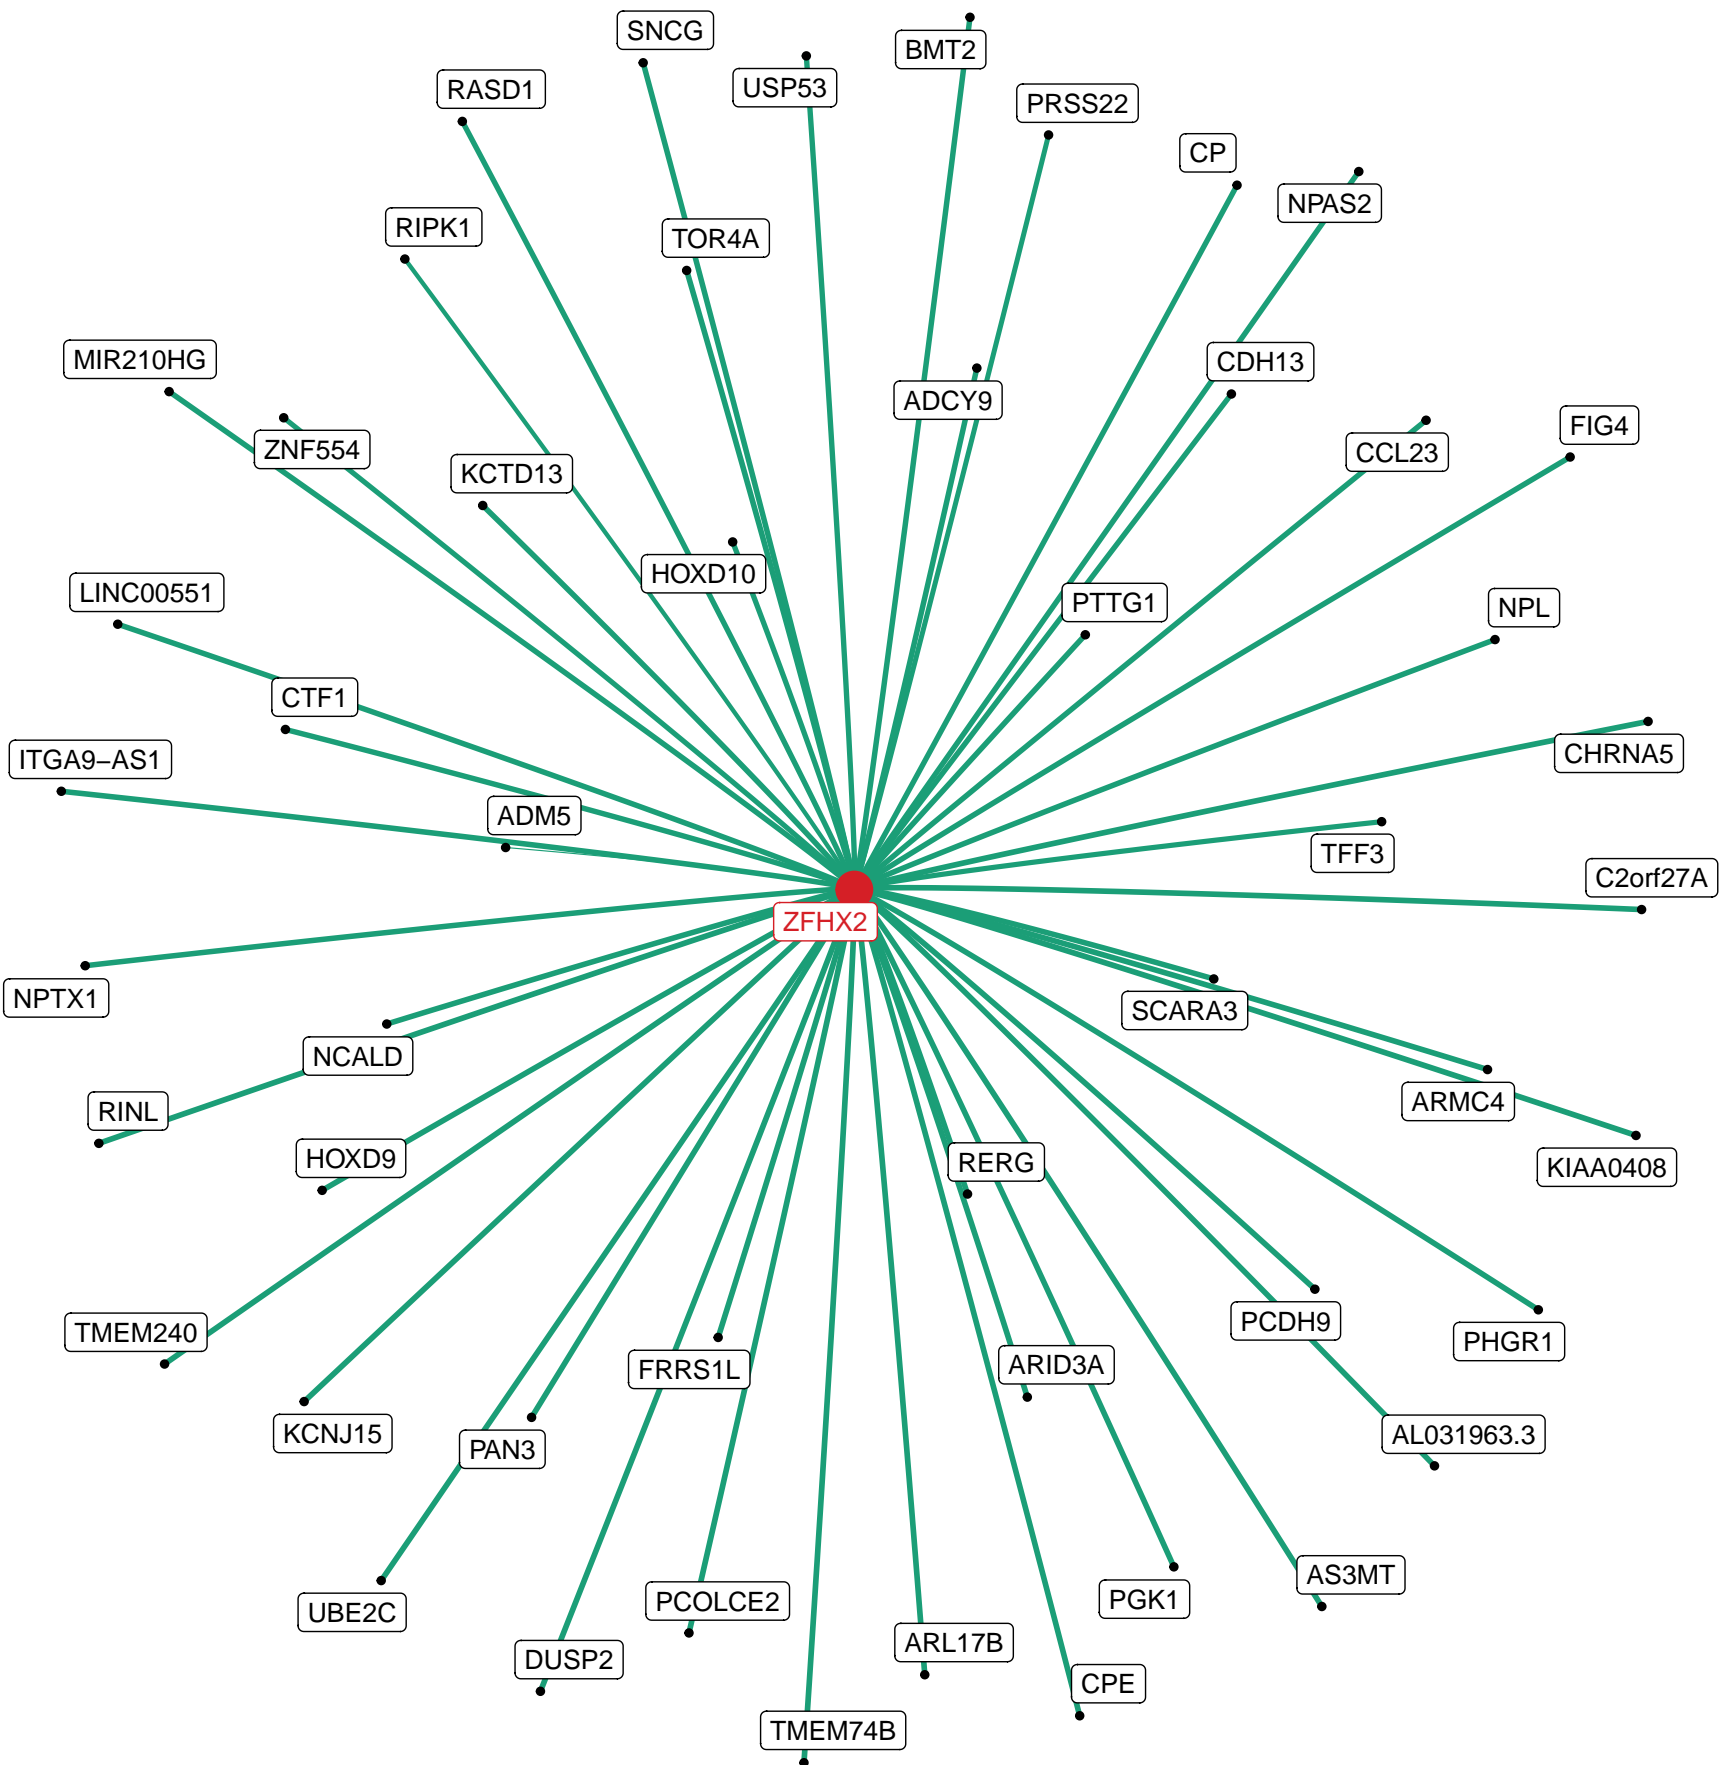 SNCG
BMT2
USP53
RASD1
PRSS22
CP
NPAS2
RIPK1
TOR4A
MIR210HG
CDH13
ADCY9
FIG4
ZNF554
CCL23
KCTD13
HOXD10
LINC00551
PTTG1
NPL
CTF1
CHRNA5
ITGA9–AS1
ADM5
TFF3
C2orf27A
ZFHX2
NPTX1
SCARA3
NCALD
ARMC4
RINL
HOXD9
RERG
KIAA0408
PCDH9
TMEM240
PHGR1
ARID3A
FRRS1L
KCNJ15
AL031963.3
PAN3
AS3MT
PGK1
PCOLCE2
UBE2C
ARL17B
DUSP2
CPE
TMEM74B